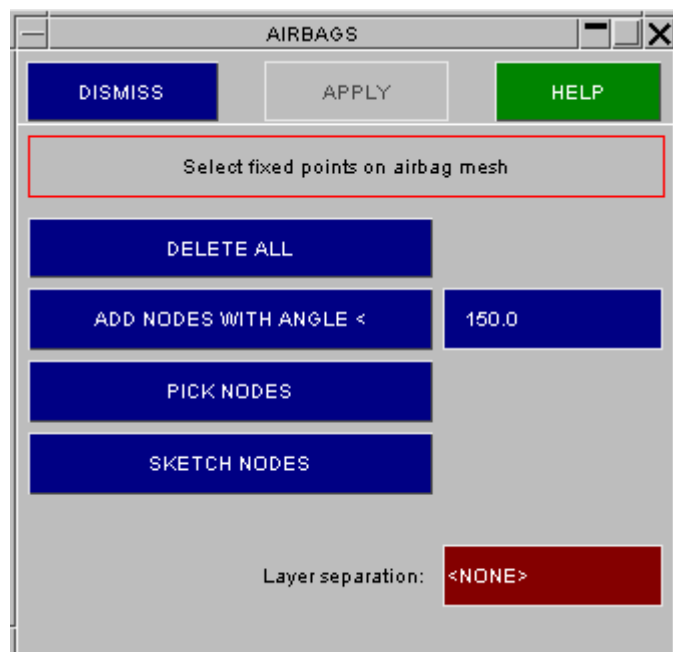 AIRBAGS
DISMISS
APPLY
HELP
Select fixed points on airbag mesh
DELETE ALL
ADD NODES WITH ANGLE <
150.0
PICK NODES
SKETCH NODES
Layer separation:
<NONE>